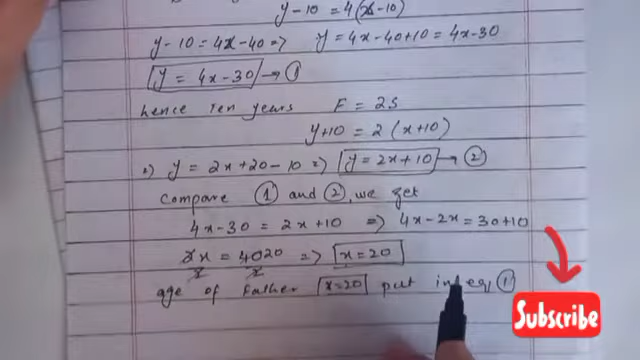 y-10 = 4(x-10)
y-10 = 4x-40 => y = 4x-40+10 = 4x-30
y = 4x-30 → ①
hence ten years F = 2S
y+10 = 2(x+10)
∴) y = 2x+20-10 => y = 2x+10 → ②
Compare ① and ②, we get
4x-30 = 2x+10 => 4x-2x = 30+10
2x = 40 20 => x=20
2 2
age of Father x=20 put in eq ①
Subscribe